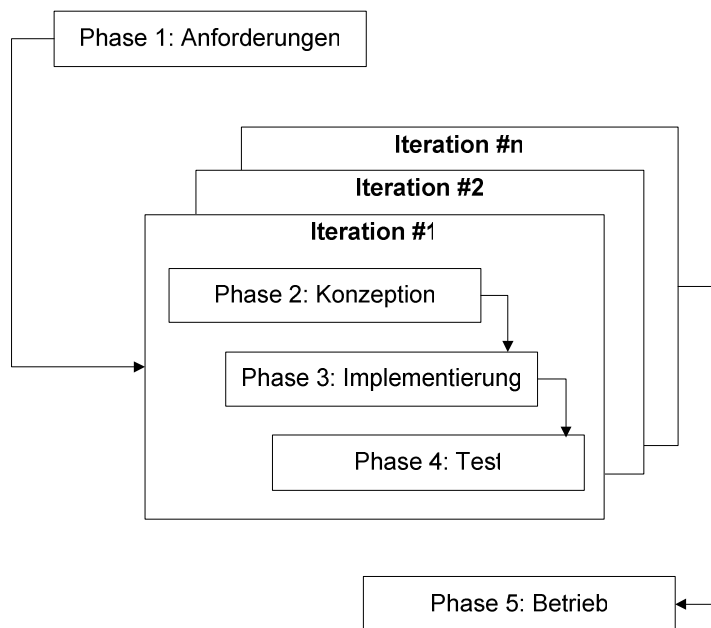 Phase 1: Anforderungen
Iteration #n
Iteration #2
Iteration #1
Phase 2: Konzeption
Phase 3: Implementierung
Phase 4: Test
Phase 5: Betrieb